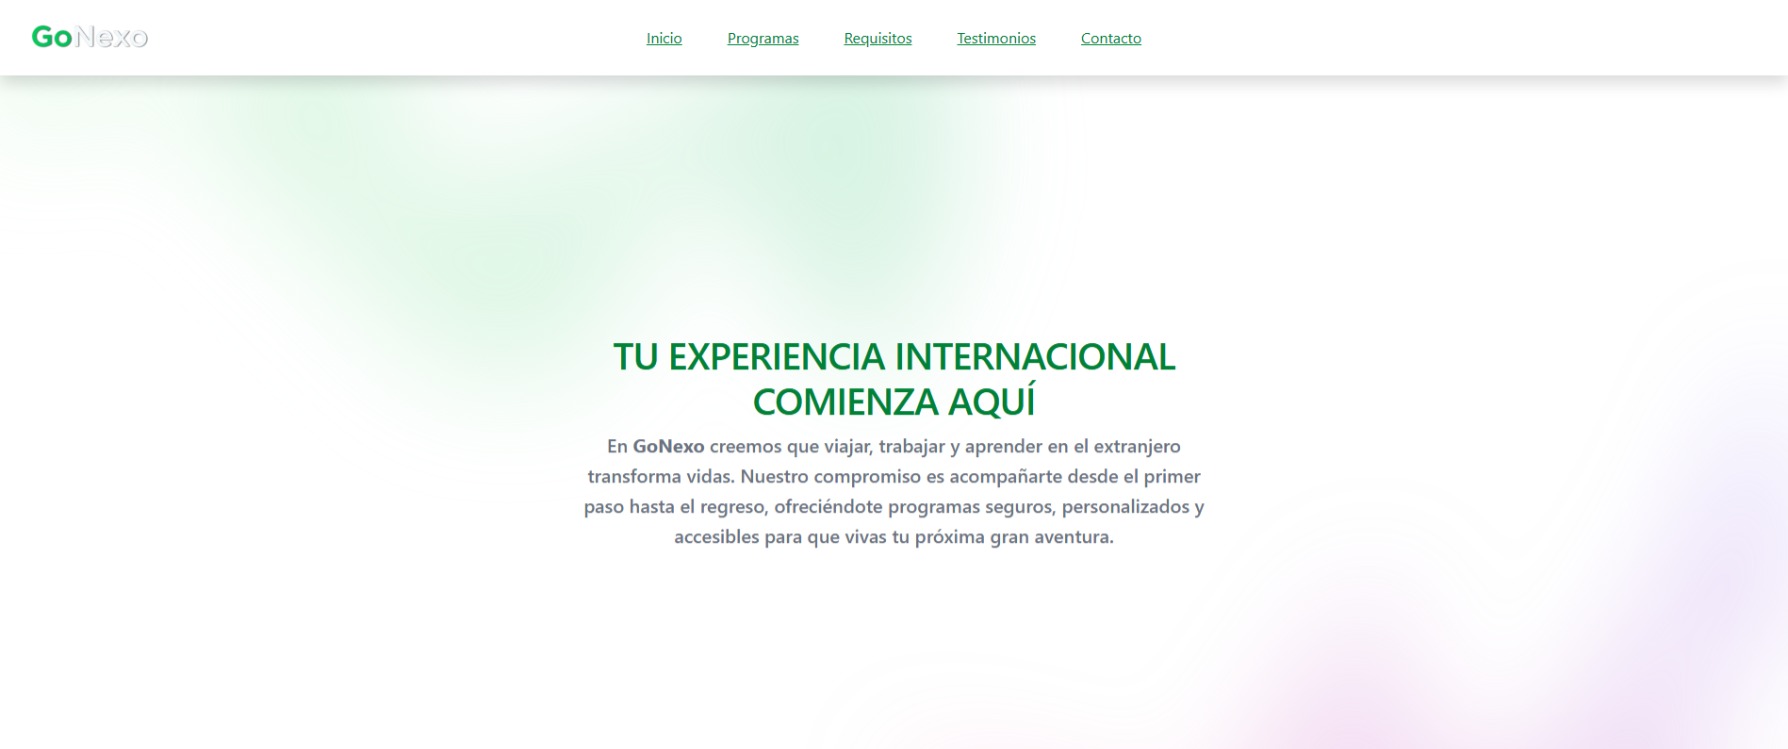 GoNexo
Inicio
Programas
Requisitos
Testimonios
Contacto
TU EXPERIENCIA INTERNACIONAL
COMIENZA AQUÍ
En GoNexo creemos que viajar, trabajar y aprender en el extranjero
transforma vidas. Nuestro compromiso es acompañarte desde el primer
paso hasta el regreso, ofreciéndote programas seguros, personalizados y
accesibles para que vivas tu próxima gran aventura.